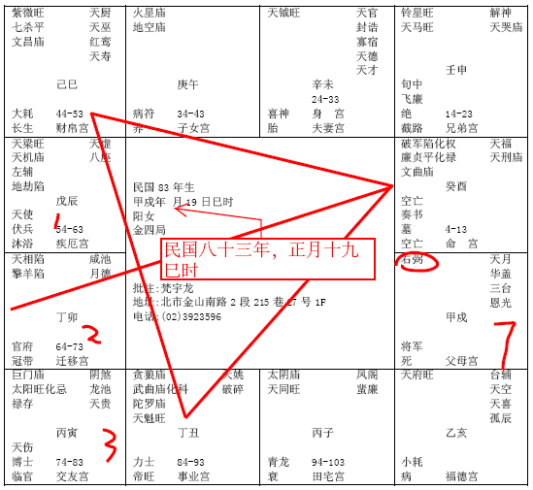 紫微旺 天厨
七杀平 天巫
文昌庙 红鸾
天寿
己巳
大耗 44-53
长生 财帛宫
火星庙
地空庙
庚午
病符 34-43
养 子女宫
天钺旺 天官
封诰
寡宿
天德
天才
辛未
24-33
喜神 身 宫
胎 夫妻宫
铃星旺 解神
天马旺 天哭庙
壬申
旬中
飞廉
绝 14-23
截路 兄弟宫
天梁旺 天虚
天机庙 八座
左辅
地劫陷
戊辰
天使 1
伏兵 54-63
沐浴 疾厄宫
民国 83 年生
甲戌年 月 19 日巳时
阳女
金四局
民国八十三年，正月十九
巳时
批注:梵宇龙
地址:北市金山南路 2 段 215 巷 27 号 1F
电话:(02)3923596
破军陷化权 天福
廉贞平化禄 天刑庙
文曲庙
癸酉
空亡
奏书
墓 4-13
空亡 命 宫
天相陷 咸池
擎羊陷 月德
丁卯
2
官府 64-73
冠带 迁移宫
右弼 天月
华盖
三台
恩光
甲戌
7
将军
死 父母宫
巨门庙 阴煞
太阳旺化忌 龙池
禄存 天贵
丙寅
天伤 3
博士 74-83
临官 交友宫
贪狼庙 天姚
武曲庙化科 破碎
陀罗庙
天魁旺
丁丑
力士 84-93
帝旺 事业宫
太阴庙 凤阁
天同旺 蜚廉
丙子
青龙 94-103
衰 田宅宫
天府旺 台辅
天空
天喜
孤辰
乙亥
小耗
病 福德宫